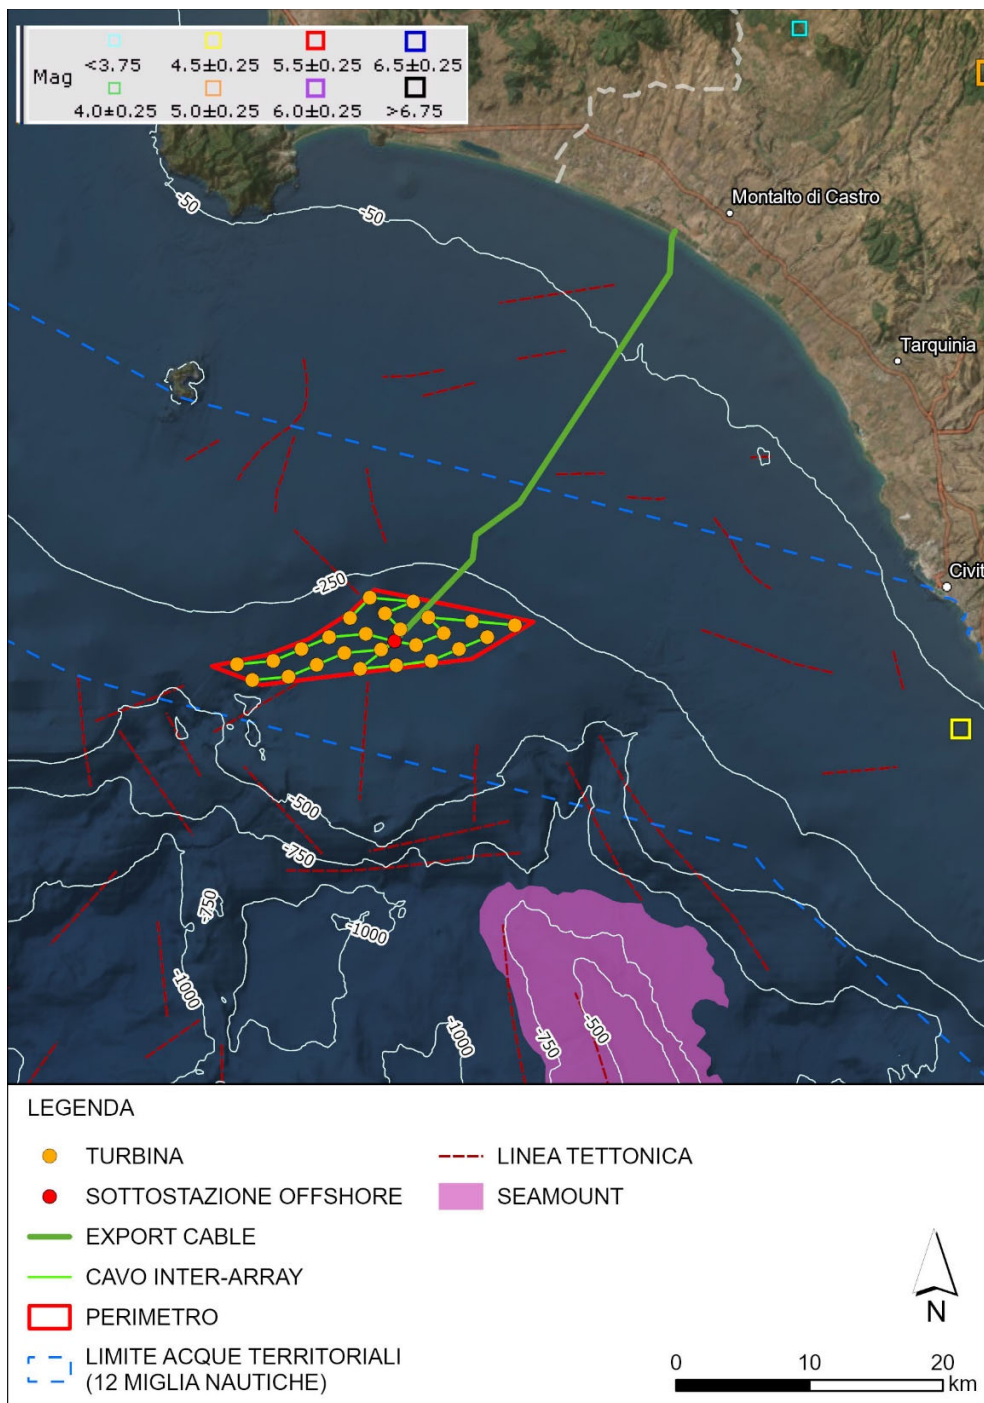 Mag
<3.75 4.5±0.25 5.5±0.25 6.5±0.25
4.0±0.25 5.0±0.25 6.0±0.25 >6.75
-50
-50
Montalto di Castro
Tarquinia
-250
Civit
-500
-750
-750
-1000
-1000
-1000
-750
-500
LEGENDA
TURBINA
SOTTOSTAZIONE OFFSHORE
EXPORT CABLE
CAVO INTER-ARRAY
PERIMETRO
LIMITE ACQUE TERRITORIALI
(12 MIGLIA NAUTICHE)
LINEA TETTONICA
SEAMOUNT
N
0 10 20
km